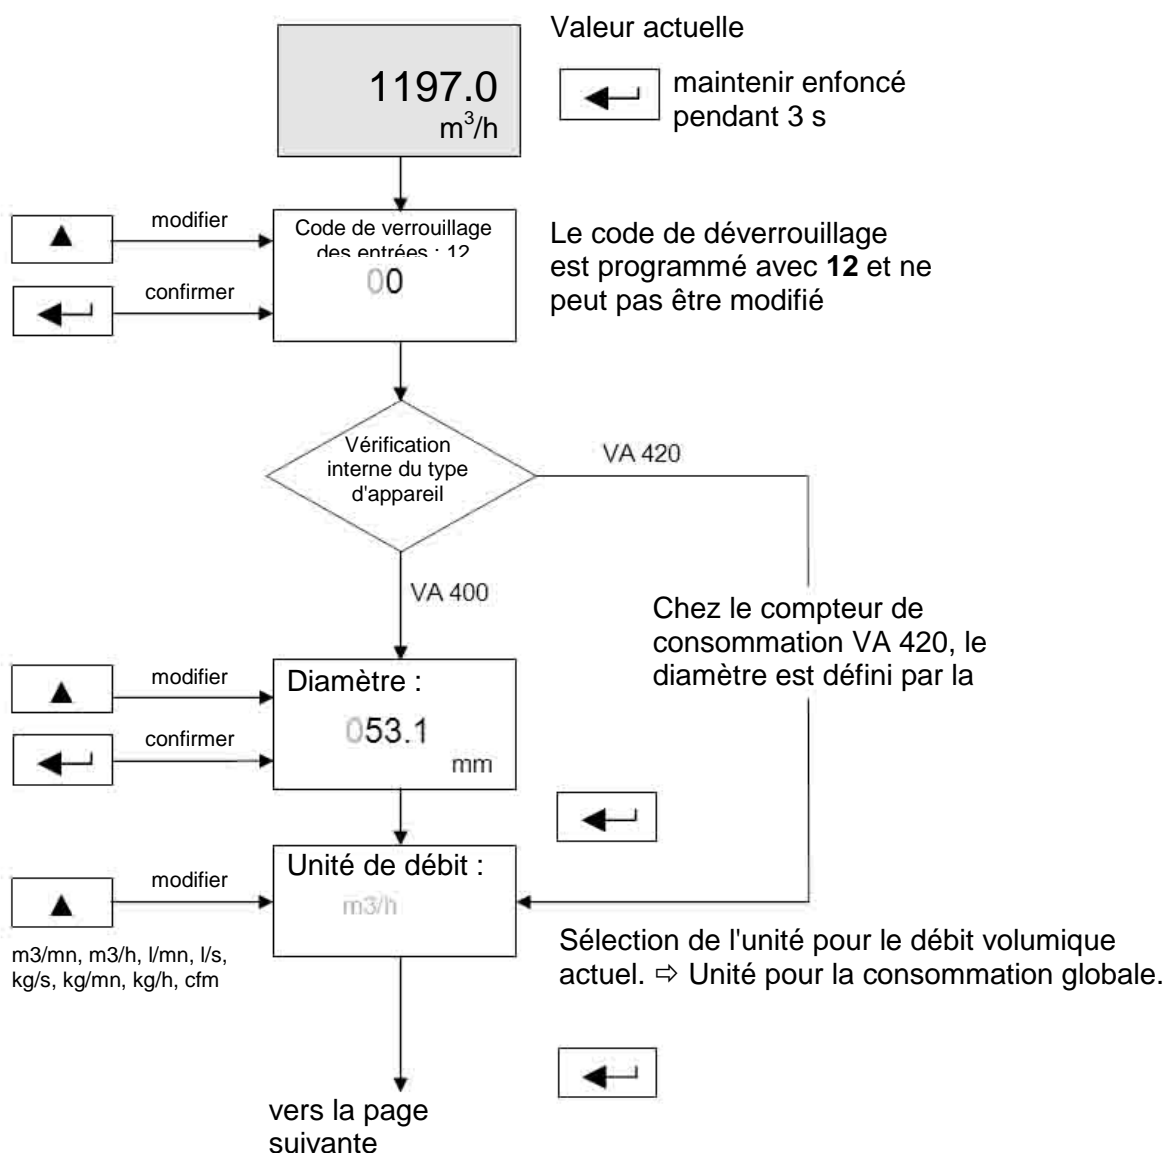 Valeur actuelle
1197.0
m³/h
maintenir enfoncé
pendant 3 s
modifier
confirmer
Code de verrouillage
des entrées : 12
00
Le code de déverrouillage
est programmé avec 12 et ne
peut pas être modifié
Vérification
interne du type
d'appareil
VA 420
VA 400
Chez le compteur de
consommation VA 420, le
diamètre est défini par la
modifier
confirmer
Diamètre :
053.1
mm
modifier
Unité de débit :
m3/h
m3/mn, m3/h, l/mn, l/s,
kg/s, kg/mn, kg/h, cfm
Sélection de l'unité pour le débit volumique
actuel. ⇨ Unité pour la consommation globale.
vers la page
suivante